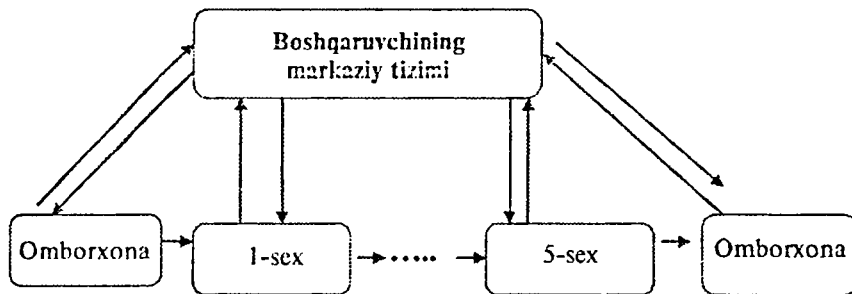 Boshqaruvchining
markaziy tizimi
Omborxona
1-sex
.....
5-sex
Omborxona